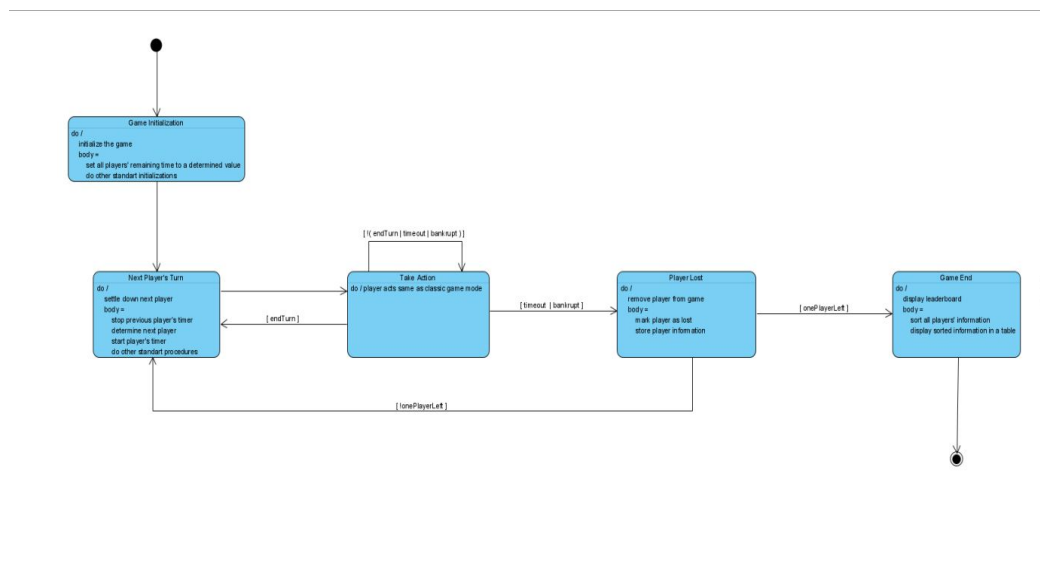 Game Initialization
do /
initialize the game
body =
set all players' remaining time to a determined value
do other standart initializations
[ !( endTurn | timeout | bankrupt ) ]
Next Player's Turn
do /
settle down next player
body =
stop previous player's timer
determine next player
start player's timer
do other standart procedures
[ endTurn ]
Take Action
do / player acts same as classic game mode
[ timeout | bankrupt ]
Player Lost
do /
remove player from game
body =
mark player as lost
store player information
[ onePlayerLeft ]
Game End
do /
display leaderboard
body =
sort all players' information
display sorted information in a table
[ !onePlayerLeft ]